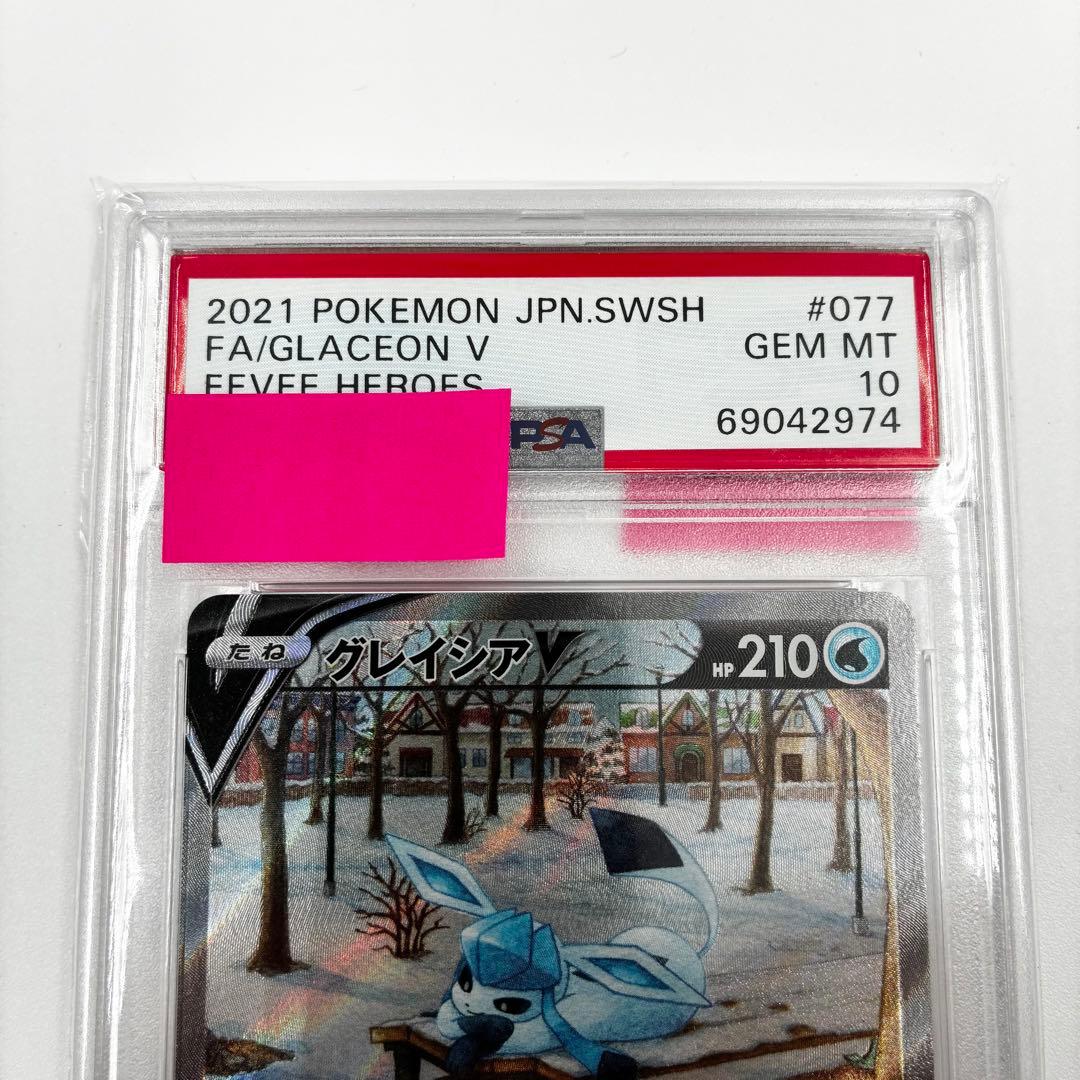 2021 POKEMON JPN.SWSH #077
FA/GLACEON V GEM MT
EEVEE HEROES 10
PSA 69042974
たね グレイシアV HP 210